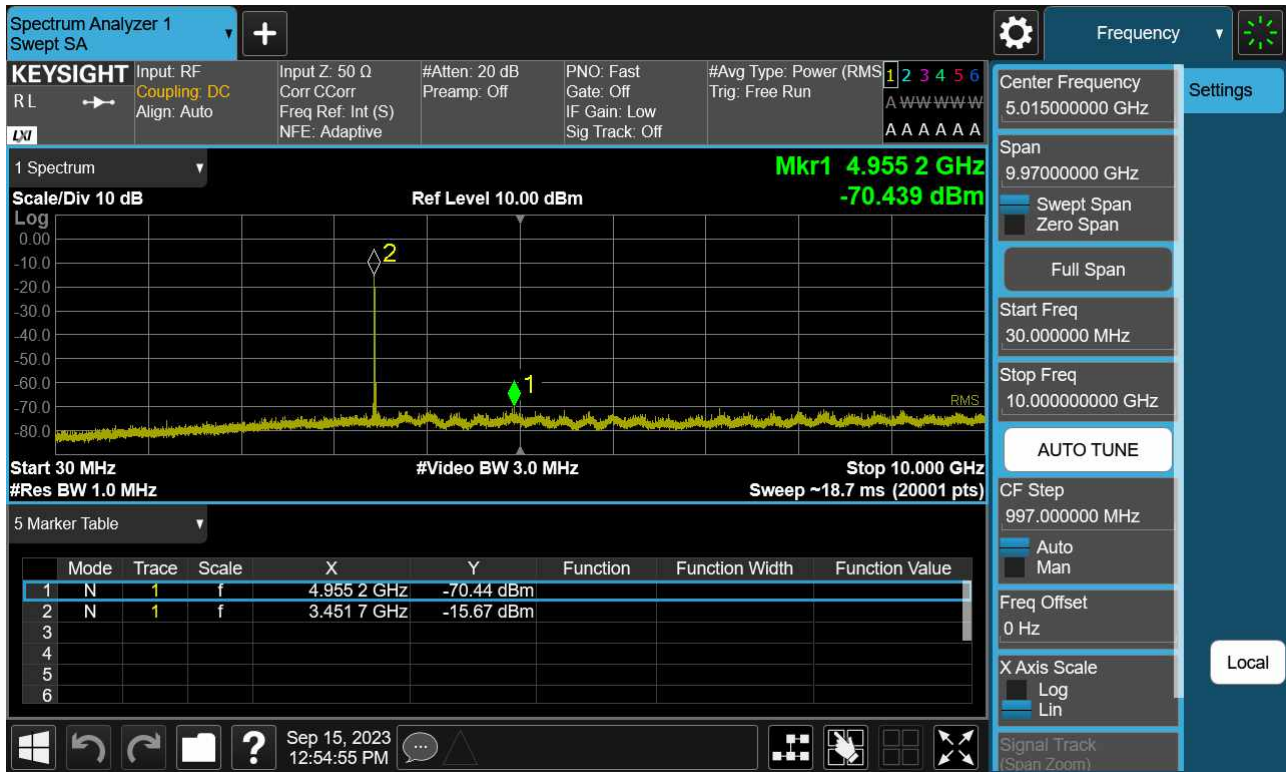 Spectrum Analyzer 1
Swept SA
Frequency
KEYSIGHT
RL
LXI
Input: RF
Coupling: DC
Align: Auto
Input Z: 50 Ω
Corr CCorr
Freq Ref: Int (S)
NFE: Adaptive
#Atten: 20 dB
Preamp: Off
PNO: Fast
Gate: Off
IF Gain: Low
Sig Track: Off
#Avg Type: Power (RMS
Trig: Free Run
1 2 3 4 5 6
A W W W W W
A A A A A A
1 Spectrum
Mkr1 4.955 2 GHz
-70.439 dBm
Scale/Div 10 dB
Ref Level 10.00 dBm
Log
0.00
-10.0
-20.0
-30.0
-40.0
-50.0
-60.0
-70.0
-80.0
2
1
RMS
Start 30 MHz
#Video BW 3.0 MHz
Stop 10.000 GHz
#Res BW 1.0 MHz
Sweep ~18.7 ms (20001 pts)
5 Marker Table
Mode Trace Scale X Y Function Function Width Function Value
1 N 1 f 4.955 2 GHz -70.44 dBm
2 N 1 f 3.451 7 GHz -15.67 dBm
3
4
5
6
Sep 15, 2023
12:54:55 PM
Center Frequency
5.015000000 GHz
Settings
Span
9.97000000 GHz
Swept Span
Zero Span
Full Span
Start Freq
30.000000 MHz
Stop Freq
10.000000000 GHz
AUTO TUNE
CF Step
997.000000 MHz
Auto
Man
Freq Offset
0 Hz
X Axis Scale
Log
Lin
Local
Signal Track
(Span Zoom)